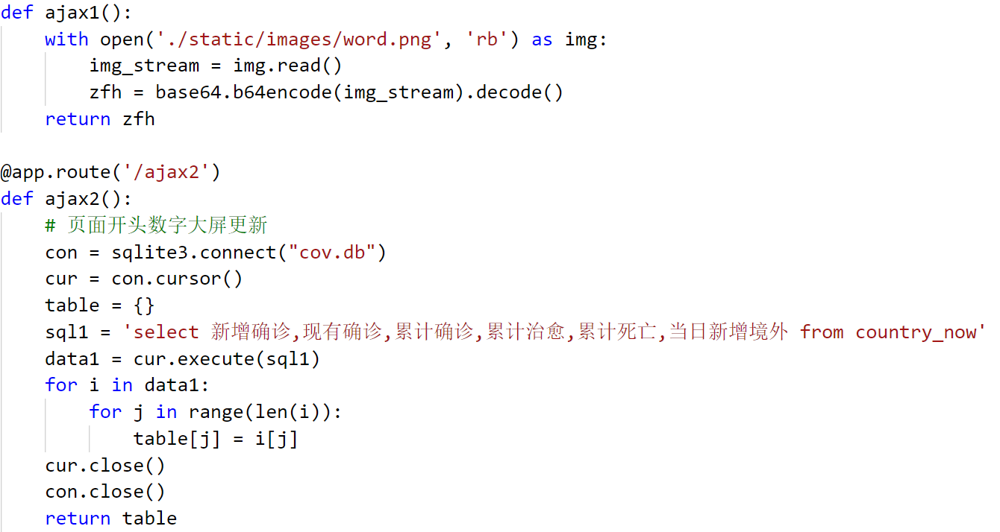 def ajax1():
    with open('./static/images/word.png', 'rb') as img:
        img_stream = img.read()
        zfh = base64.b64encode(img_stream).decode()
    return zfh

@app.route('/ajax2')
def ajax2():
    # 页面开头数字大屏更新
    con = sqlite3.connect("cov.db")
    cur = con.cursor()
    table = {}
    sql1 = 'select 新增确诊,现有确诊,累计确诊,累计治愈,累计死亡,当日新增境外 from country_now'
    data1 = cur.execute(sql1)
    for i in data1:
        for j in range(len(i)):
            table[j] = i[j]
    cur.close()
    con.close()
    return table